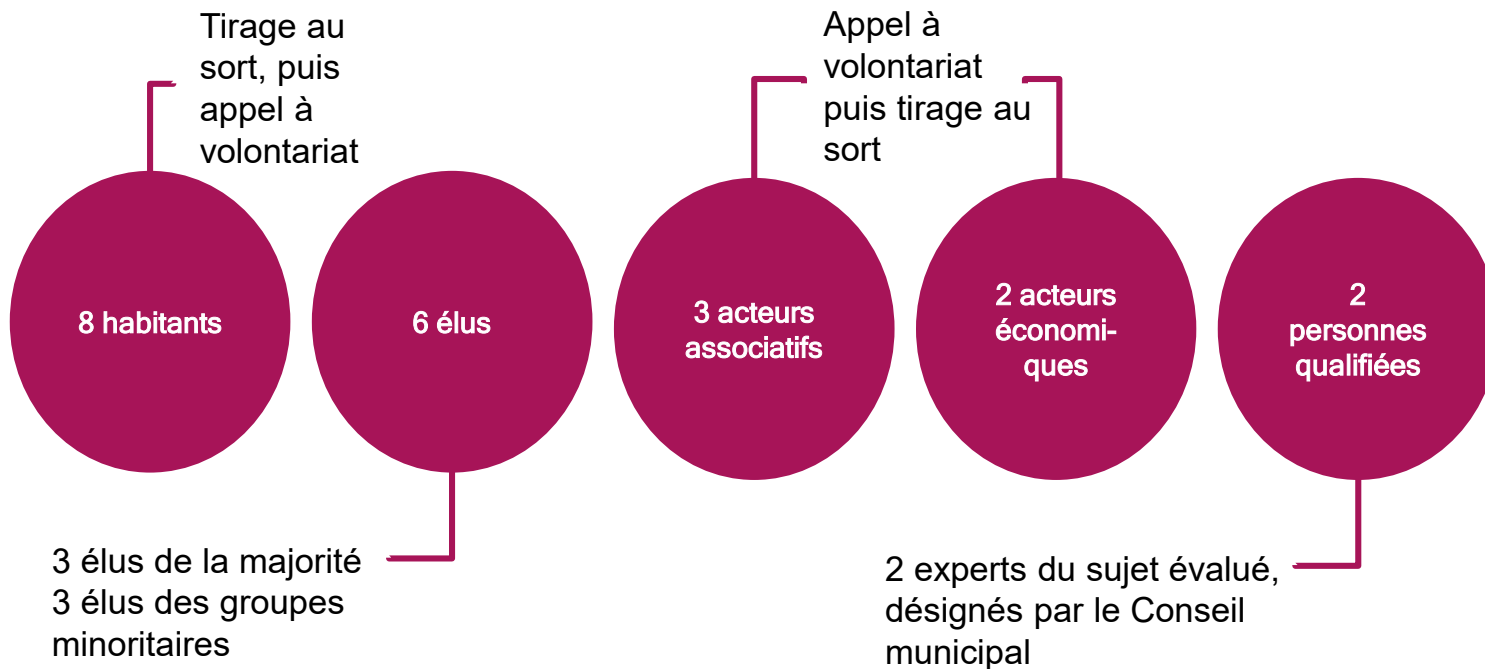 Tirage au
sort, puis
appel à
volontariat
Appel à
volontariat
puis tirage au
sort
8 habitants
6 élus
3 acteurs
associatifs
2 acteurs
économi-
ques
2
personnes
qualifiées
3 élus de la majorité
3 élus des groupes
minoritaires
2 experts du sujet évalué,
désignés par le Conseil
municipal